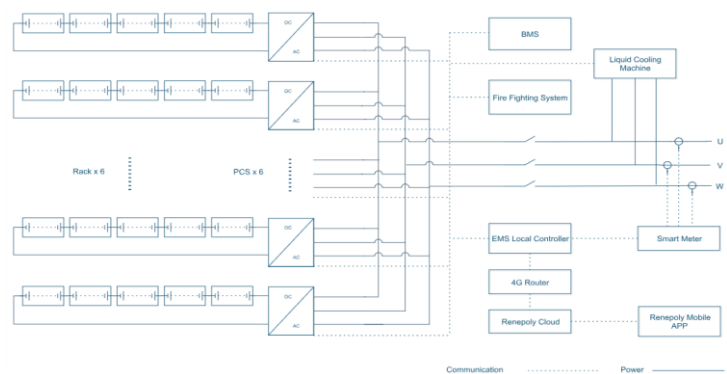 DC
AC
BMS
Liquid Cooling
Machine
DC
AC
Fire Fighting System
U
V
W
Rack x 6
PCS x 6
DC
AC
EMS Local Controller
Smart Meter
4G Router
DC
AC
Renepoly Cloud
Renepoly Mobile
APP
Communication
Power